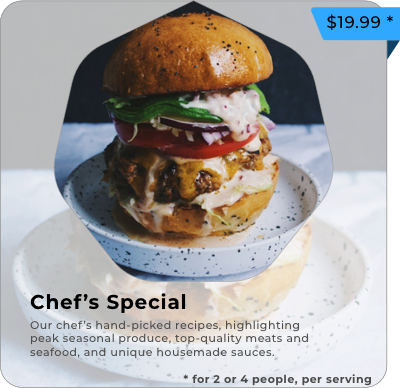 $19.99 *
Chef’s Special
Our chef’s hand-picked recipes, highlighting
peak seasonal produce, top-quality meats and
seafood, and unique housemade sauces.
* for 2 or 4 people, per serving